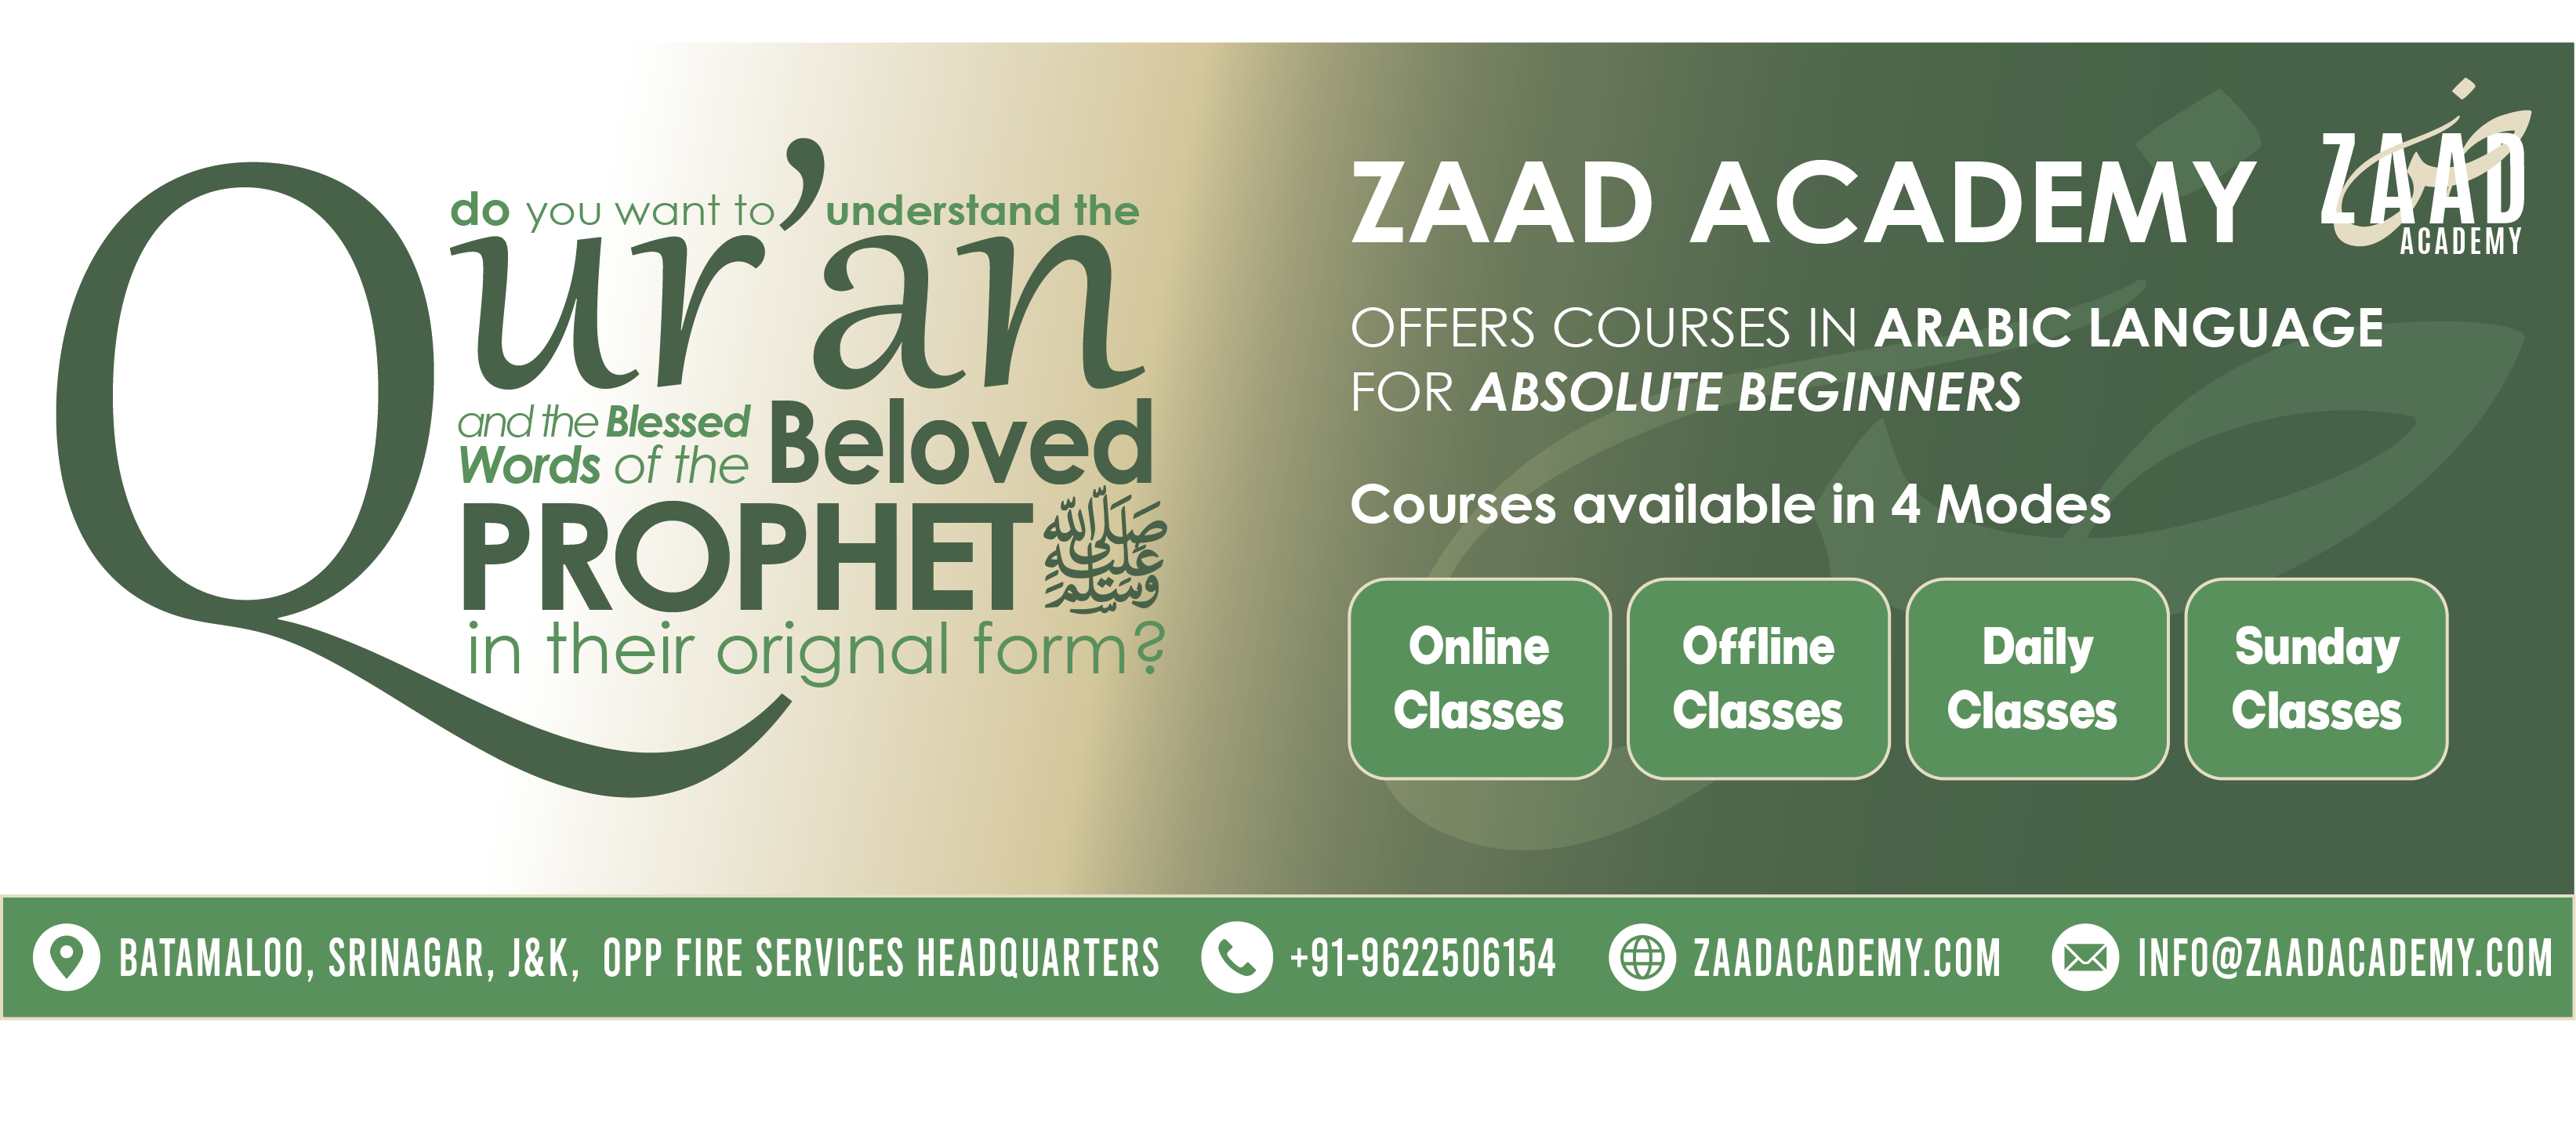 do you want to understand the
Qur'an
and the Blessed
Words of the Beloved
PROPHET ﷺ
in their orignal form?
ZAAD ACADEMY
OFFERS COURSES IN ARABIC LANGUAGE
FOR ABSOLUTE BEGINNERS
Courses available in 4 Modes
Online
Classes
Offline
Classes
Daily
Classes
Sunday
Classes
ZAAD
ACADEMY
BATAMALOO, SRINAGAR, J&K, OPP FIRE SERVICES HEADQUARTERS
+91-9622506154
ZAADACADEMY.COM
INFO@ZAADACADEMY.COM